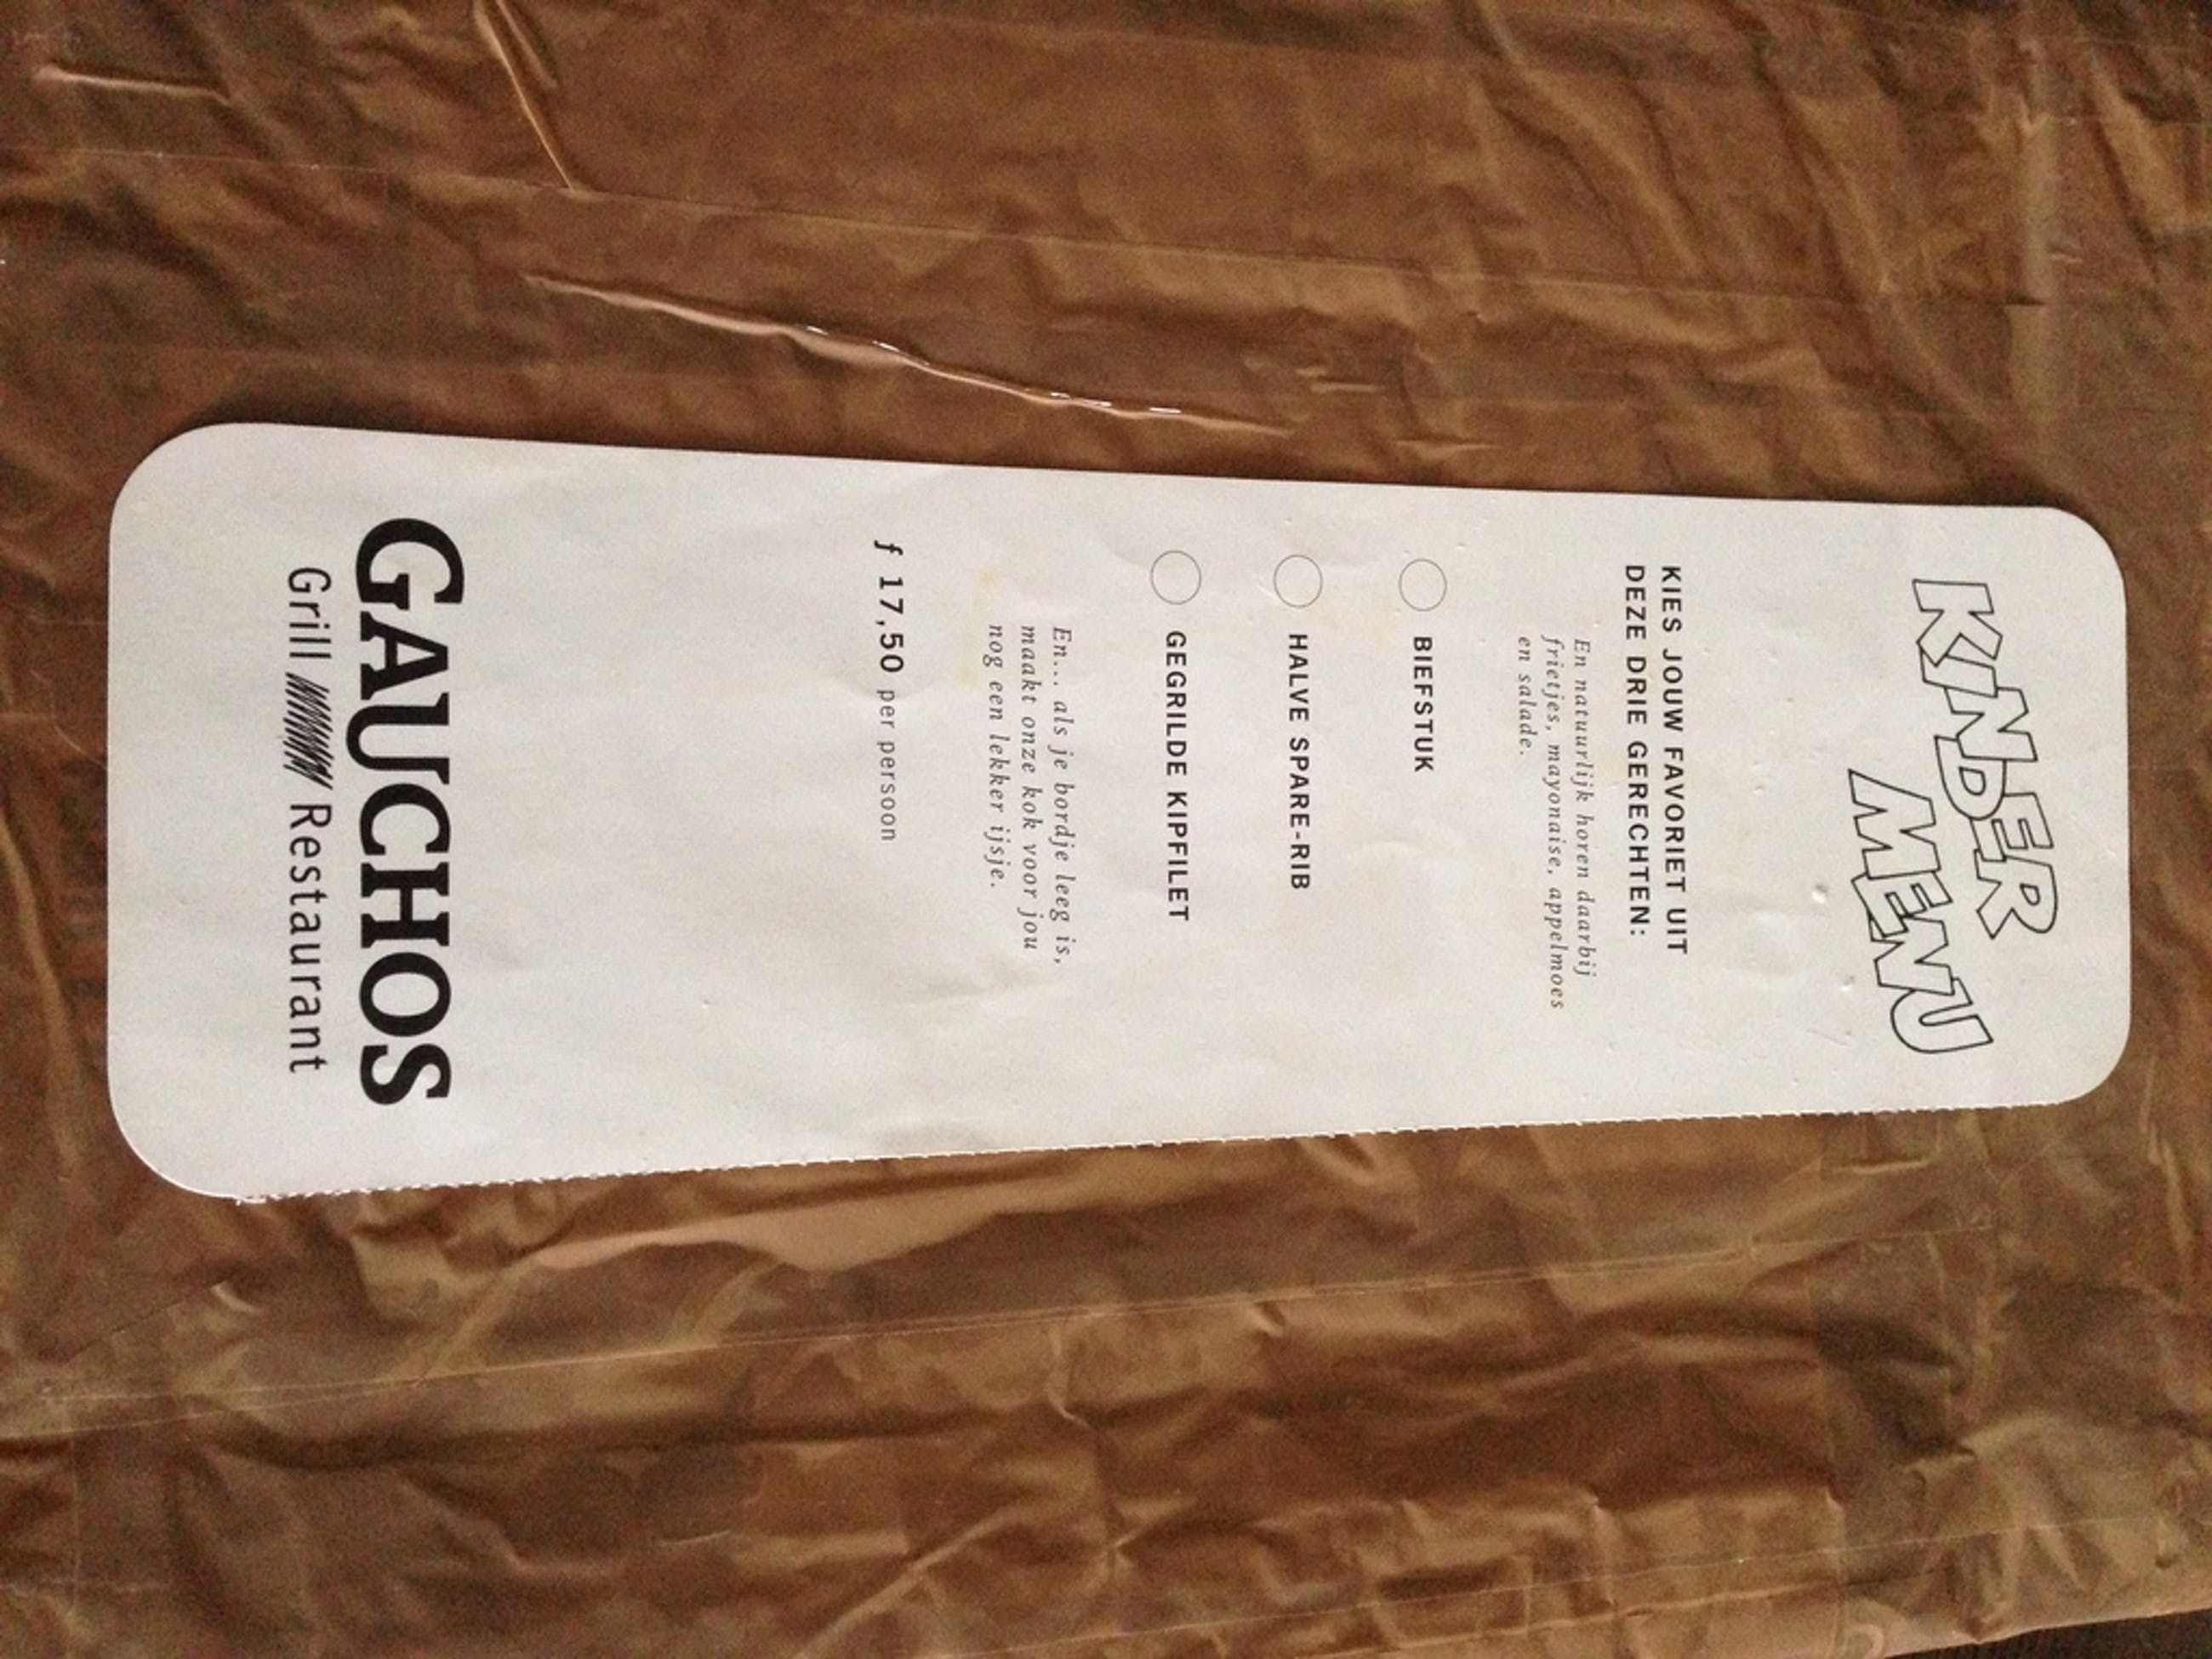 KINDER
MENU
KIES JOUW FAVORIET UIT
DEZE DRIE GERECHTEN:
En natuurlijk horen daarbij
frietjes, mayonaise, appelmoes
en salade.
BIEFSTUK
HALVE SPARE-RIB
GEGRILDE KIPFILET
En... als je bordje leeg is,
maakt onze kok voor jou
nog een lekker ijsje.
ƒ 17,50 per persoon
GAUCHOS
Grill Restaurant